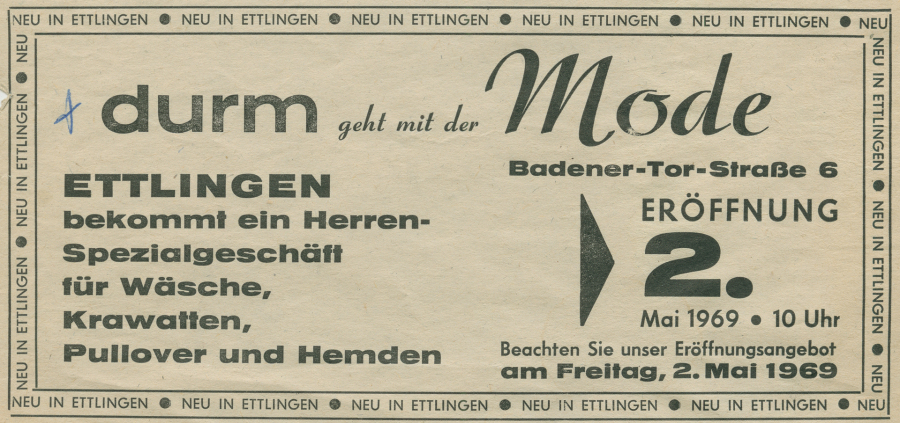 NEU IN ETTLINGEN ● NEU IN ETTLINGEN ● NEU IN ETTLINGEN ● NEU IN ETTLINGEN ● NEU IN ETTLINGEN ● NEU
NEU IN ETTLINGEN ● NEU IN ETTLINGEN ● NEU
NEU IN ETTLINGEN ● NEU IN ETTLINGEN ● NEU
durm geht mit der Mode
Badener-Tor-Straße 6
ETTLINGEN
bekommt ein Herren-
Spezialgeschäft
für Wäsche,
Krawatten,
Pullover und Hemden
ERÖFFNUNG
2.
Mai 1969 ● 10 Uhr
Beachten Sie unser Eröffnungsangebot
am Freitag, 2. Mai 1969
NEU IN ETTLINGEN ● NEU IN ETTLINGEN ● NEU IN ETTLINGEN ● NEU IN ETTLINGEN ● NEU IN ETTLINGEN ● NEU